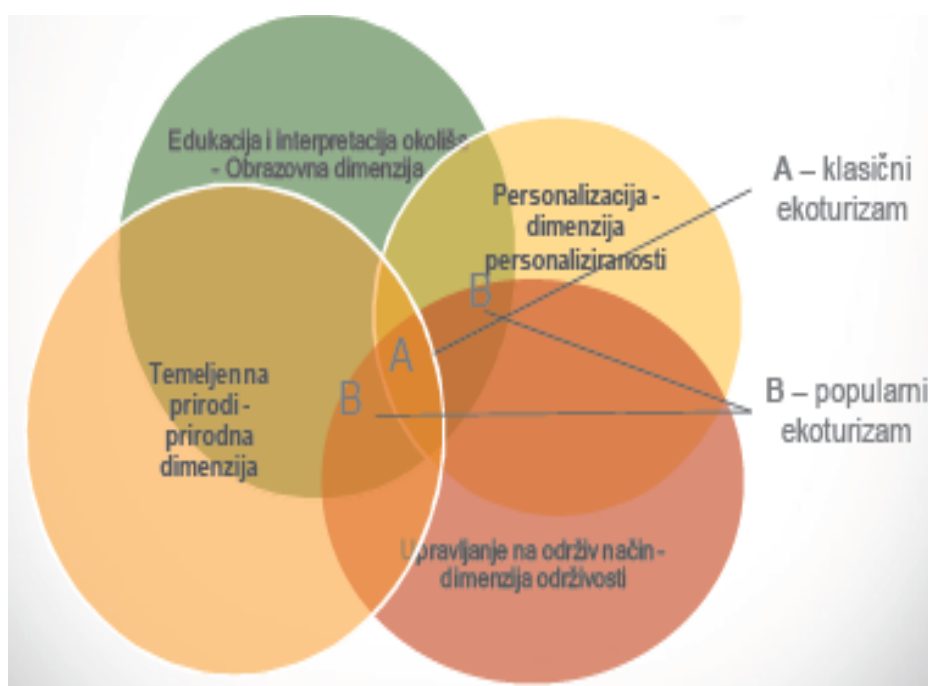 Edukacija i interpretacija okoliša
- Obrazovna dimenzija
Personalizacija -
dimenzija
personaliziranosti
A – klasični
ekoturizam
B
A
B
Temeljen na
prirodi -
prirodna
dimenzija
B – popularni
ekoturizam
Upravljanje na održiv način -
dimenzija održivosti